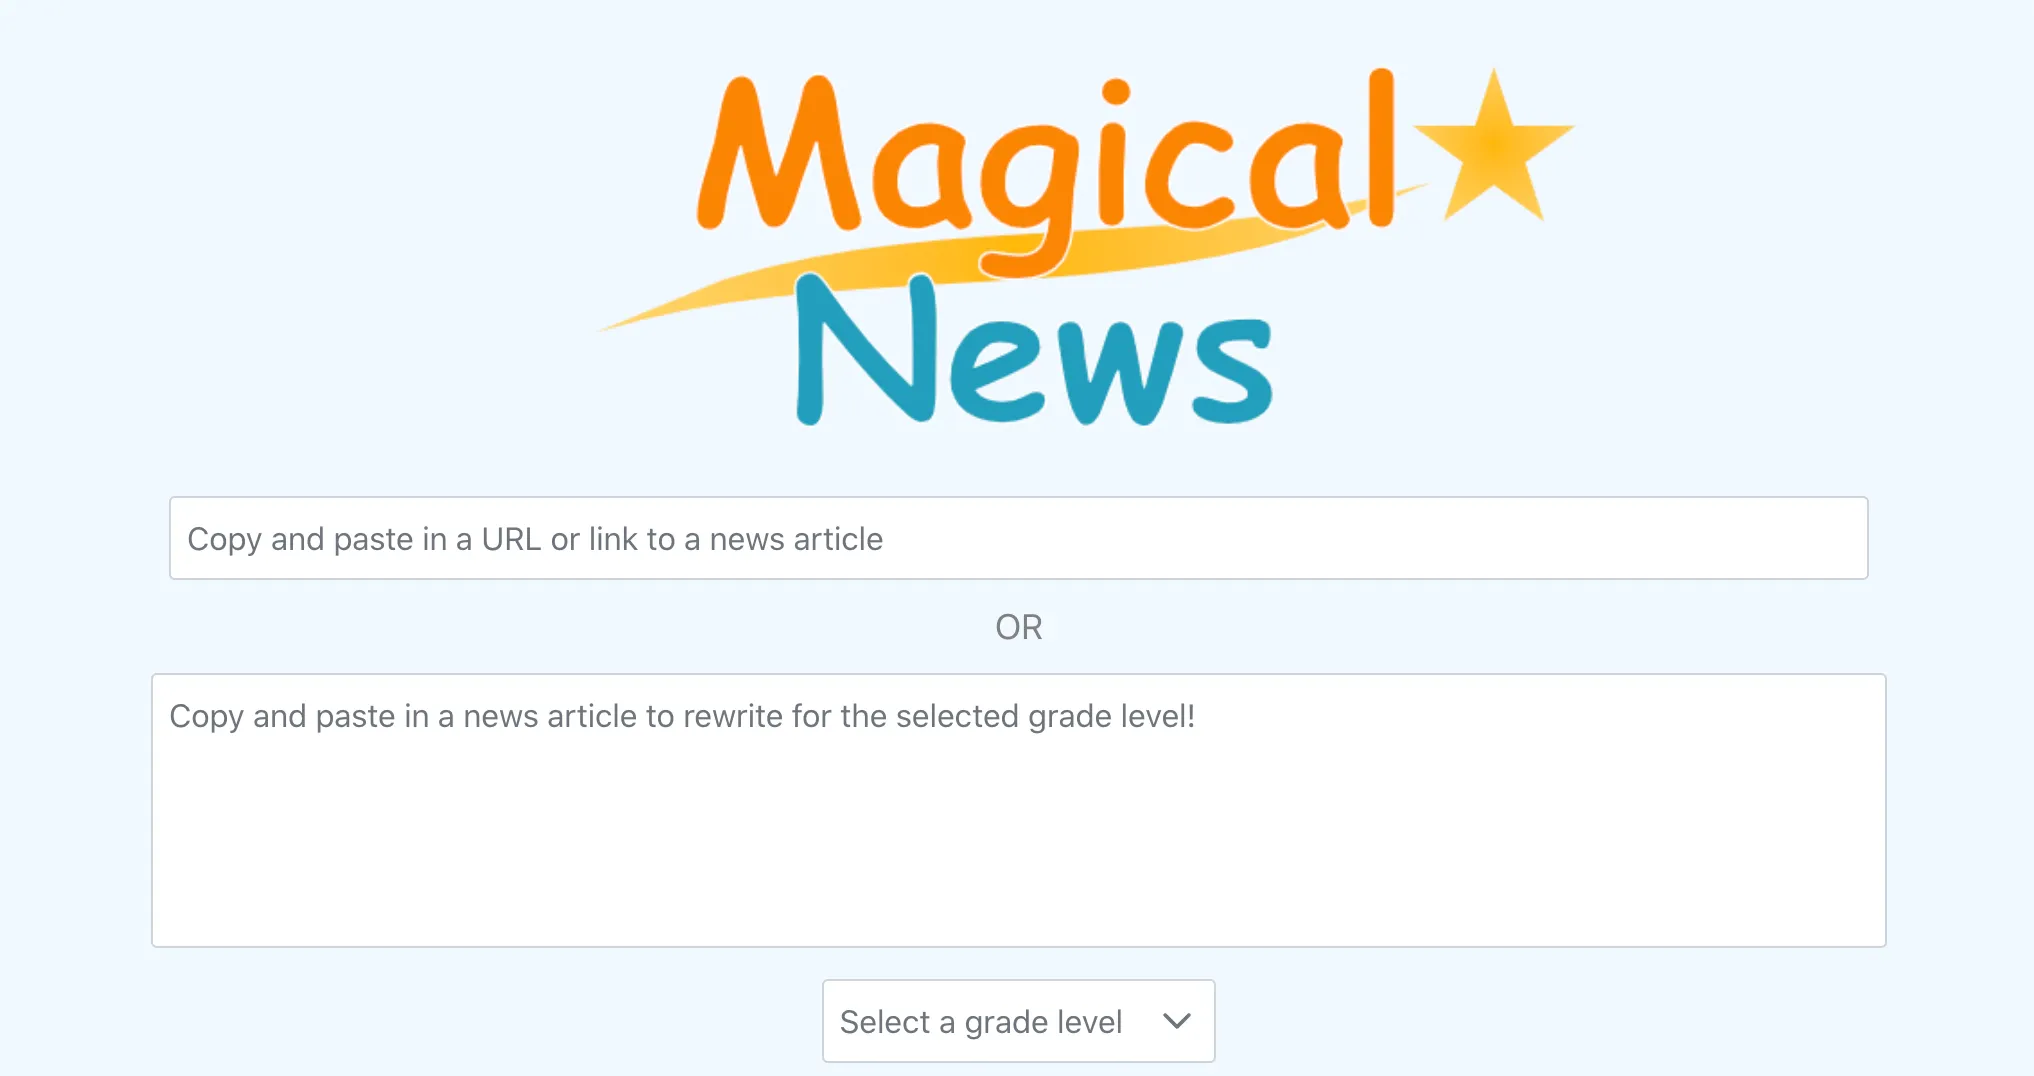 Magical
News
Copy and paste in a URL or link to a news article
OR
Copy and paste in a news article to rewrite for the selected grade level!
Select a grade level